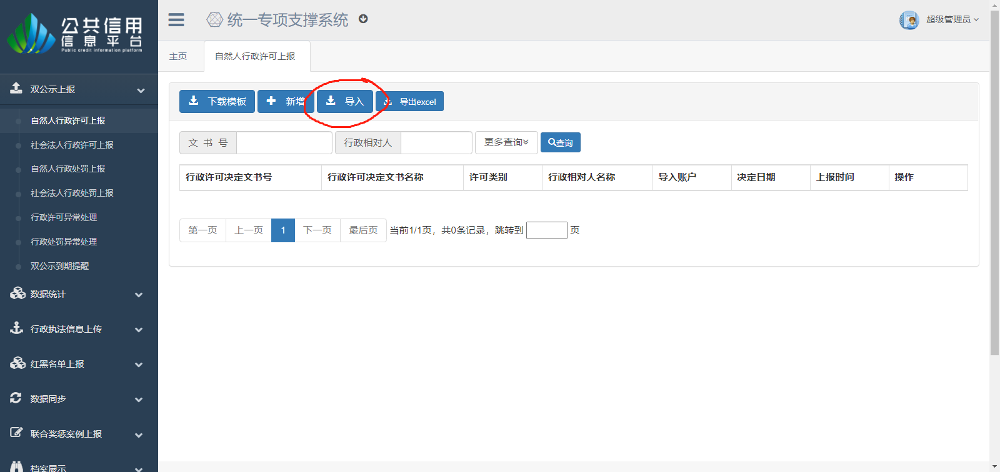 公共信用
信息平台
Public credit information platform
统一专项支撑系统
超级管理员
主页
自然人行政许可上报
双公示上报
自然人行政许可上报
社会法人行政许可上报
自然人行政处罚上报
社会法人行政处罚上报
行政许可异常处理
行政处罚异常处理
双公示到期提醒
数据统计
行政执法信息上传
红黑名单上报
数据同步
联合奖惩案例上报
档案展示
下载模板 新增 导入 导出excel
文 书 号 行政相对人 更多查询 查询
行政许可决定文书号 行政许可决定文书名称 许可类别 行政相对人名称 导入账户 决定日期 上报时间 操作
第一页 上一页 1 下一页 最后页 当前1/1页，共0条记录，跳转到 页